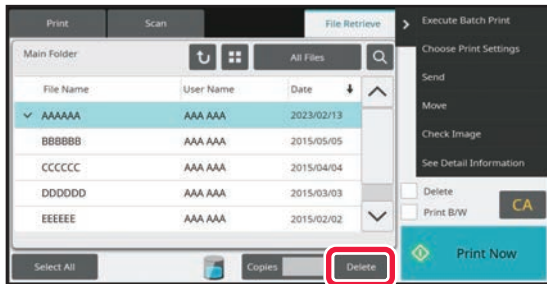 Print Scan File Retrieve
Main Folder All Files
File Name User Name Date
AAAAAA AAA AAA 2023/02/13
BBBBBB AAA AAA 2015/05/05
CCCCCC AAA AAA 2015/04/04
DDDDDD AAA AAA 2015/03/03
EEEEEE AAA AAA 2015/02/02
Select All Copies Delete
Execute Batch Print
Choose Print Settings
Send
Move
Check Image
See Detail Information
Delete
Print B/W
CA
Print Now